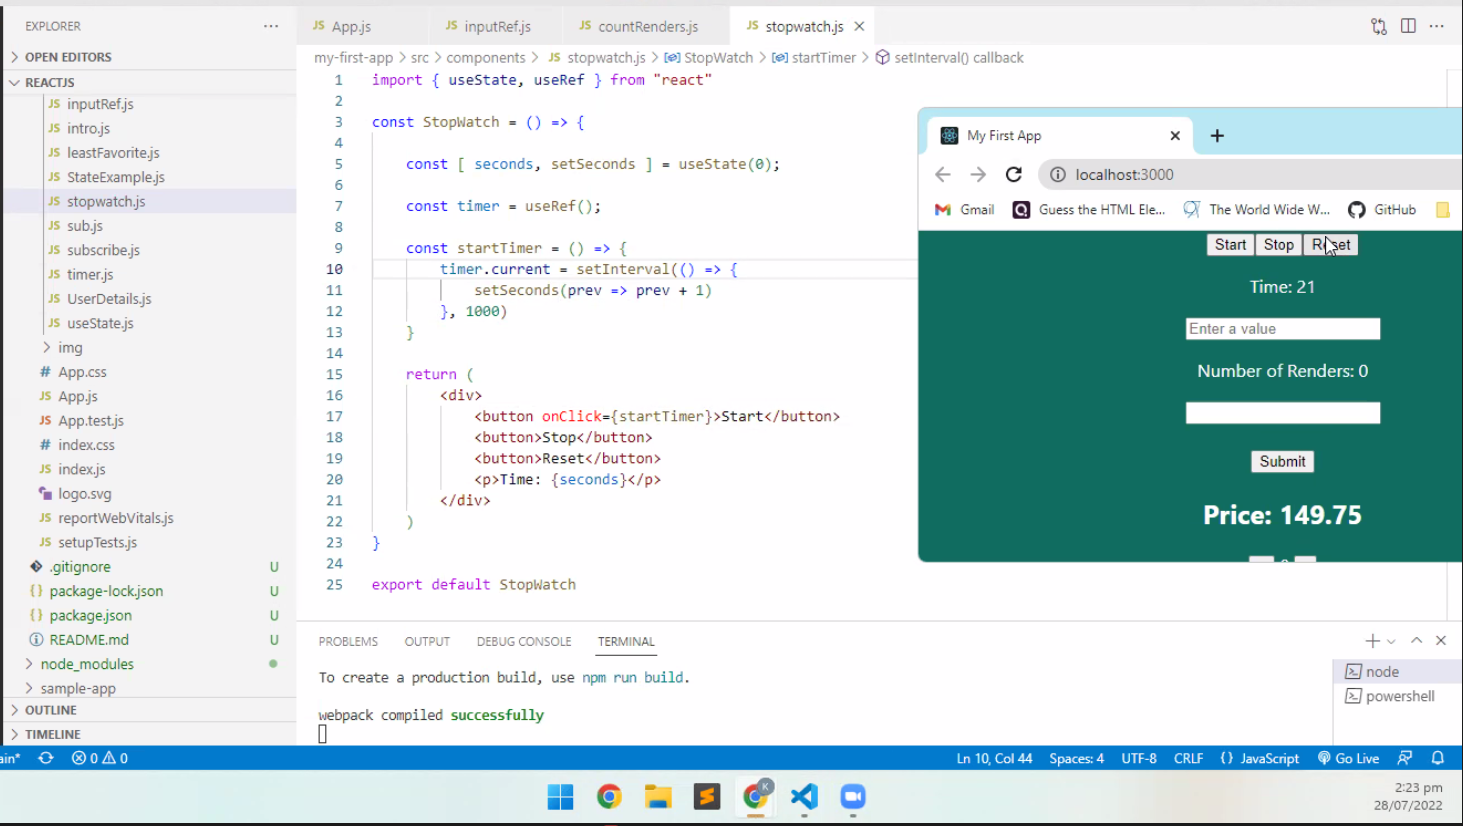 EXPLORER
OPEN EDITORS
REACTJS
inputRef.js
intro.js
leastFavorite.js
StateExample.js
stopwatch.js
sub.js
subscribe.js
timer.js
UserDetails.js
useState.js
img
App.css
App.js
App.test.js
index.css
index.js
logo.svg
reportWebVitals.js
setupTests.js
.gitignore U
package-lock.json U
package.json U
README.md U
node_modules
sample-app
OUTLINE
TIMELINE
App.js inputRef.js countRenders.js stopwatch.js
my-first-app > src > components > stopwatch.js > StopWatch > startTimer > setInterval() callback
1 import { useState, useRef } from "react"
2
3 const StopWatch = () => {
4
5 const [ seconds, setSeconds ] = useState(0);
6
7 const timer = useRef();
8
9 const startTimer = () => {
10 timer.current = setInterval(() => {
11 setSeconds(prev => prev + 1)
12 }, 1000)
13 }
14
15 return (
16 <div>
17 <button onClick={startTimer}>Start</button>
18 <button>Stop</button>
19 <button>Reset</button>
20 <p>Time: {seconds}</p>
21 </div>
22 )
23 }
24
25 export default StopWatch
My First App
localhost:3000
Gmail Guess the HTML Ele... The World Wide W... GitHub
Start Stop Reset
Time: 21
Enter a value
Number of Renders: 0
Submit
Price: 149.75
PROBLEMS OUTPUT DEBUG CONSOLE TERMINAL
To create a production build, use npm run build.
webpack compiled successfully
node
powershell
ain* 0 0 Ln 10, Col 44 Spaces: 4 UTF-8 CRLF {} JavaScript Go Live
2:23 pm
28/07/2022